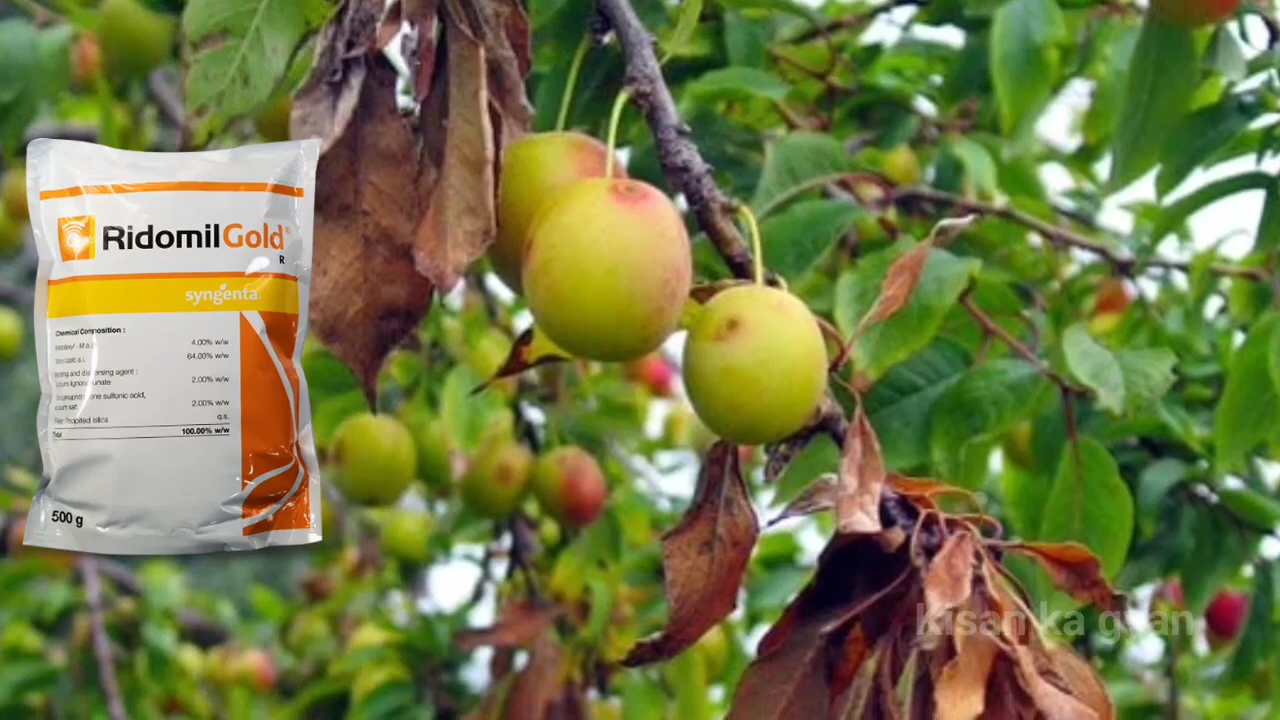 RidomilGold®
R
syngenta
Chemical Composition :
4.00% w/w
64.00% w/w
2.00% w/w
2.00% w/w
q.s.
100.00% w/w
500 g
Kisan ka gyan